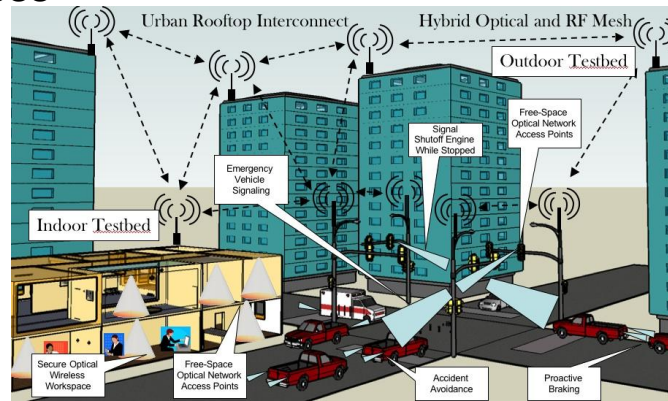 Urban Rooftop Interconnect
Hybrid Optical and RF Mesh
Outdoor Testbed
Free-Space
Optical Network
Access Points
Signal
Shutoff Engine
While Stopped
Emergency
Vehicle
Signaling
Indoor Testbed
Secure Optical
Wireless
Workspace
Free-Space
Optical Network
Access Points
Accident
Avoidance
Proactive
Braking